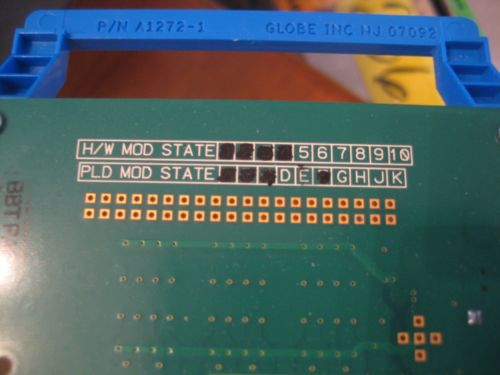 P/N A1272-1 GLOBE INC NJ 07092
H/W MOD STATE 5 6 7 8 9 10
PLD MOD STATE D E G H J K